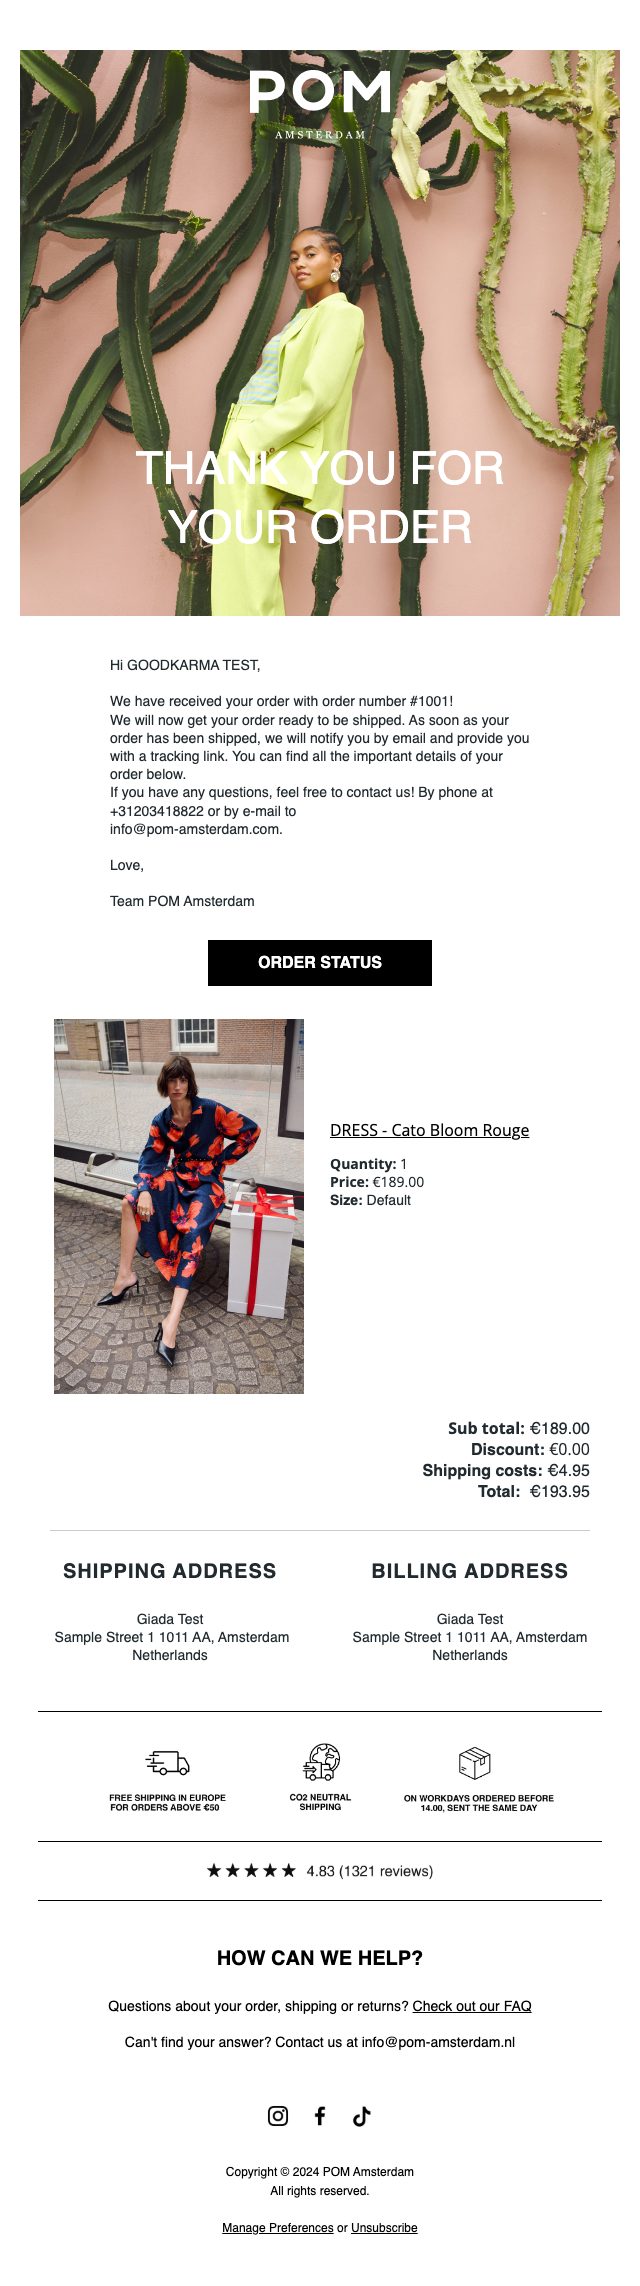 POM
AMSTERDAM
THANK YOU FOR
YOUR ORDER
Hi GOODKARMA TEST,
We have received your order with order number #1001!
We will now get your order ready to be shipped. As soon as your
order has been shipped, we will notify you by email and provide you
with a tracking link. You can find all the important details of your
order below.
If you have any questions, feel free to contact us! By phone at
+31203418822 or by e-mail to
info@pom-amsterdam.com.
Love,
Team POM Amsterdam
ORDER STATUS
DRESS - Cato Bloom Rouge
Quantity: 1
Price: €189.00
Size: Default
Sub total: €189.00
Discount: €0.00
Shipping costs: €4.95
Total: €193.95
SHIPPING ADDRESS
Giada Test
Sample Street 1 1011 AA, Amsterdam
Netherlands
BILLING ADDRESS
Giada Test
Sample Street 1 1011 AA, Amsterdam
Netherlands
FREE SHIPPING IN EUROPE
FOR ORDERS ABOVE €50
CO2 NEUTRAL
SHIPPING
ON WORKDAYS ORDERED BEFORE
14.00, SENT THE SAME DAY
★★★★★ 4.83 (1321 reviews)
HOW CAN WE HELP?
Questions about your order, shipping or returns? Check out our FAQ
Can't find your answer? Contact us at info@pom-amsterdam.nl
Copyright © 2024 POM Amsterdam
All rights reserved.
Manage Preferences or Unsubscribe